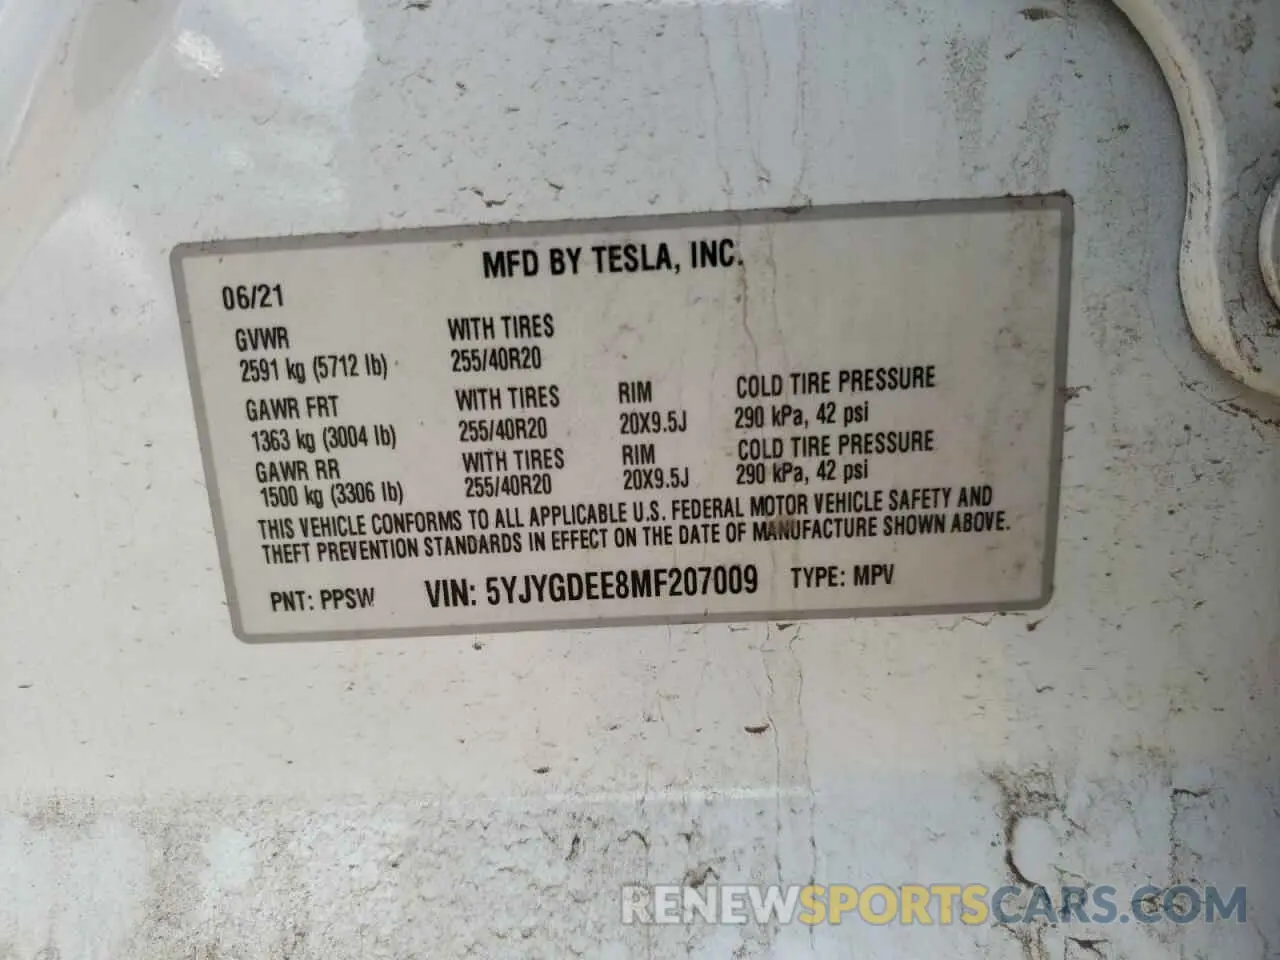 MFD BY TESLA, INC.
06/21
GVWR WITH TIRES
2591 kg (5712 lb) 255/40R20
GAWR FRT WITH TIRES RIM COLD TIRE PRESSURE
1363 kg (3004 lb) 255/40R20 20X9.5J 290 kPa, 42 psi
GAWR RR WITH TIRES RIM COLD TIRE PRESSURE
1500 kg (3306 lb) 255/40R20 20X9.5J 290 kPa, 42 psi
THIS VEHICLE CONFORMS TO ALL APPLICABLE U.S. FEDERAL MOTOR VEHICLE SAFETY AND
THEFT PREVENTION STANDARDS IN EFFECT ON THE DATE OF MANUFACTURE SHOWN ABOVE.
PNT: PPSW VIN: 5YJYGDEE8MF207009 TYPE: MPV
RENEWSPORTSCARS.COM